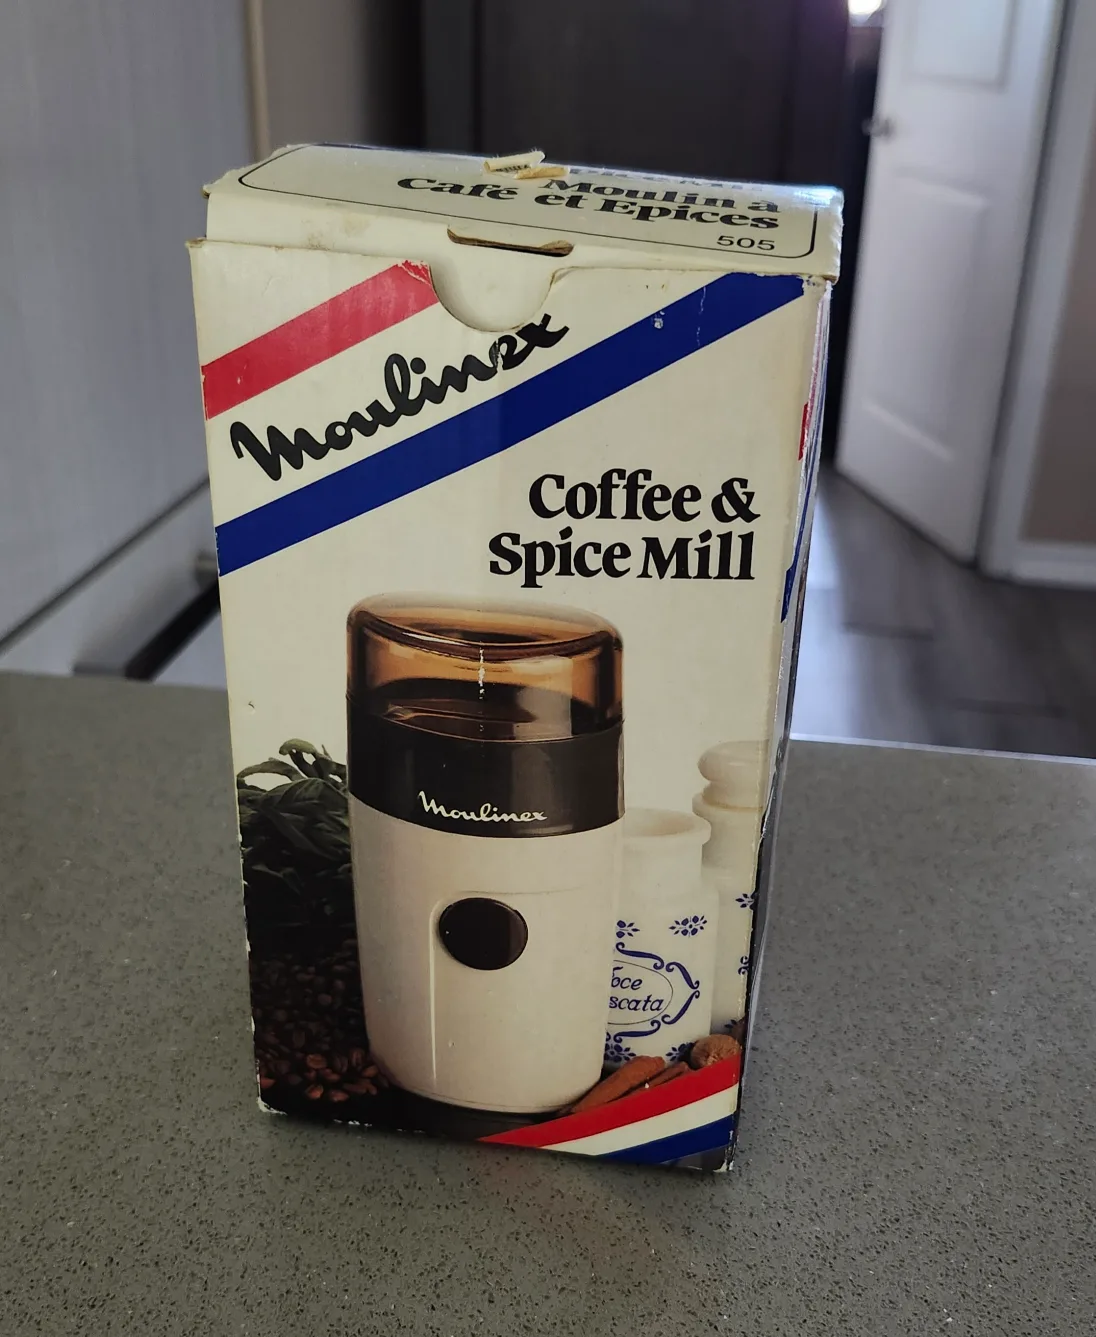 Moulin à
Café et Epices
505
Moulinex
Coffee &
Spice Mill
Moulinex